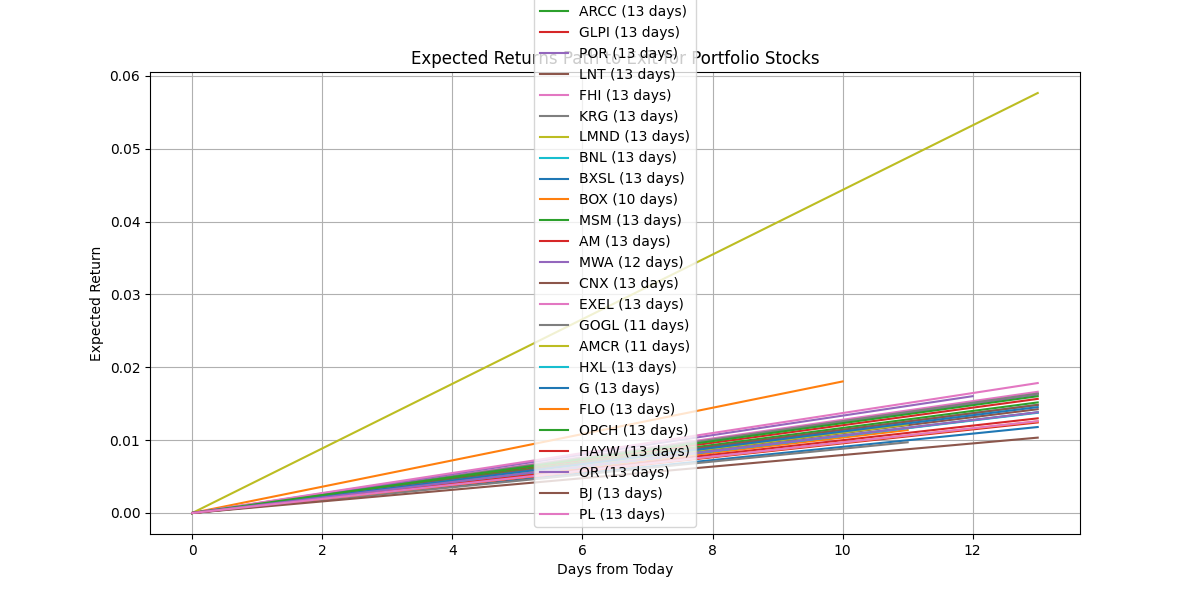 ARCC (13 days)
GLPI (13 days)
POR (13 days)
Expected Returns Path to Exit for Portfolio Stocks
LNT (13 days)
FHI (13 days)
KRG (13 days)
LMND (13 days)
BNL (13 days)
BXSL (13 days)
BOX (10 days)
MSM (13 days)
AM (13 days)
MWA (12 days)
CNX (13 days)
EXEL (13 days)
GOGL (11 days)
AMCR (11 days)
HXL (13 days)
G (13 days)
FLO (13 days)
OPCH (13 days)
HAYW (13 days)
OR (13 days)
BJ (13 days)
PL (13 days)
0.06
0.05
0.04
0.03
0.02
0.01
0.00
Expected Return
0 2 4 6 8 10 12
Days from Today